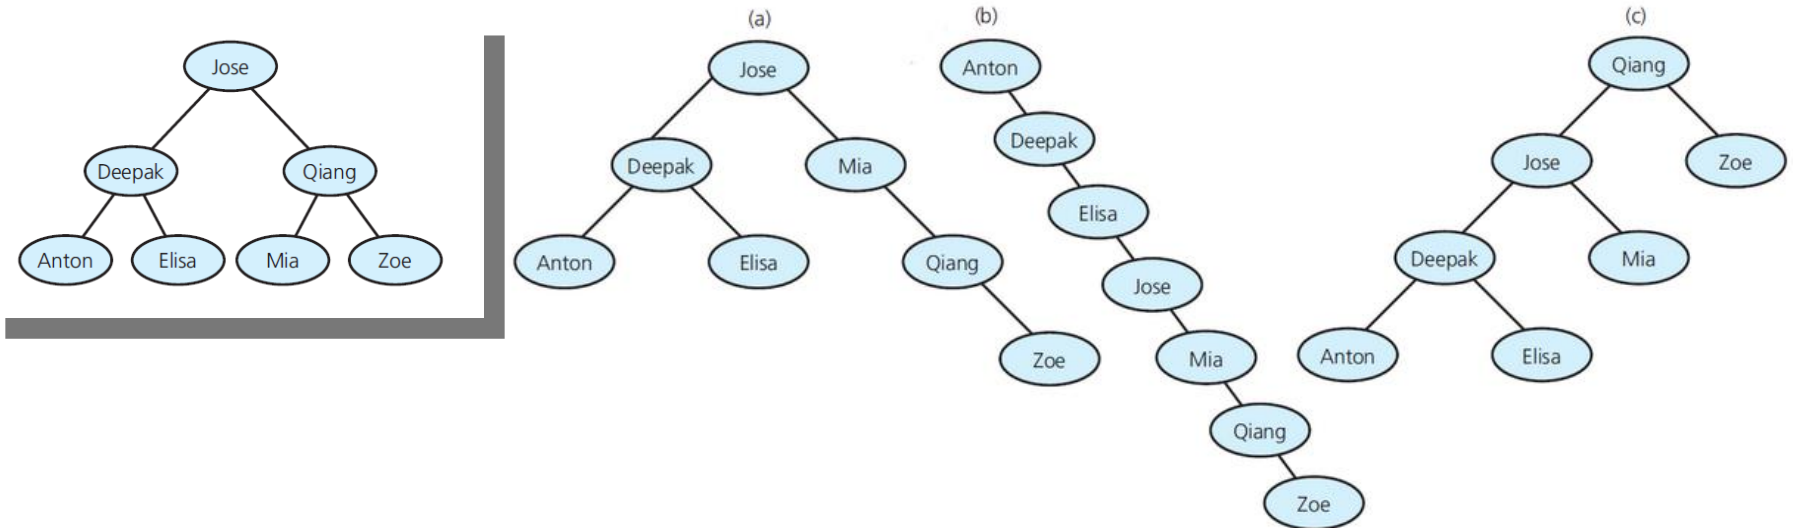 Jose
Deepak
Qiang
Anton
Elisa
Mia
Zoe
(a)
Jose
Deepak
Mia
Anton
Elisa
Qiang
Zoe
(b)
Anton
Deepak
Elisa
Jose
Mia
Qiang
Zoe
(c)
Qiang
Jose
Zoe
Deepak
Mia
Anton
Elisa